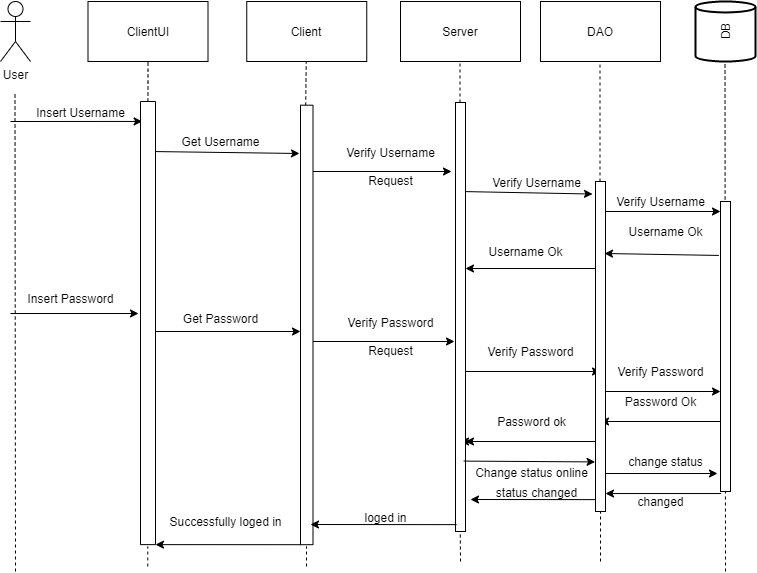 ClientUI
Client
Server
DAO
DB
User
Insert Username
Get Username
Verify Username
Request
Verify Username
Verify Username
Username Ok
Username Ok
Insert Password
Get Password
Verify Password
Request
Verify Password
Verify Password
Password Ok
Password ok
Change status online
change status
status changed
changed
loged in
Successfully loged in